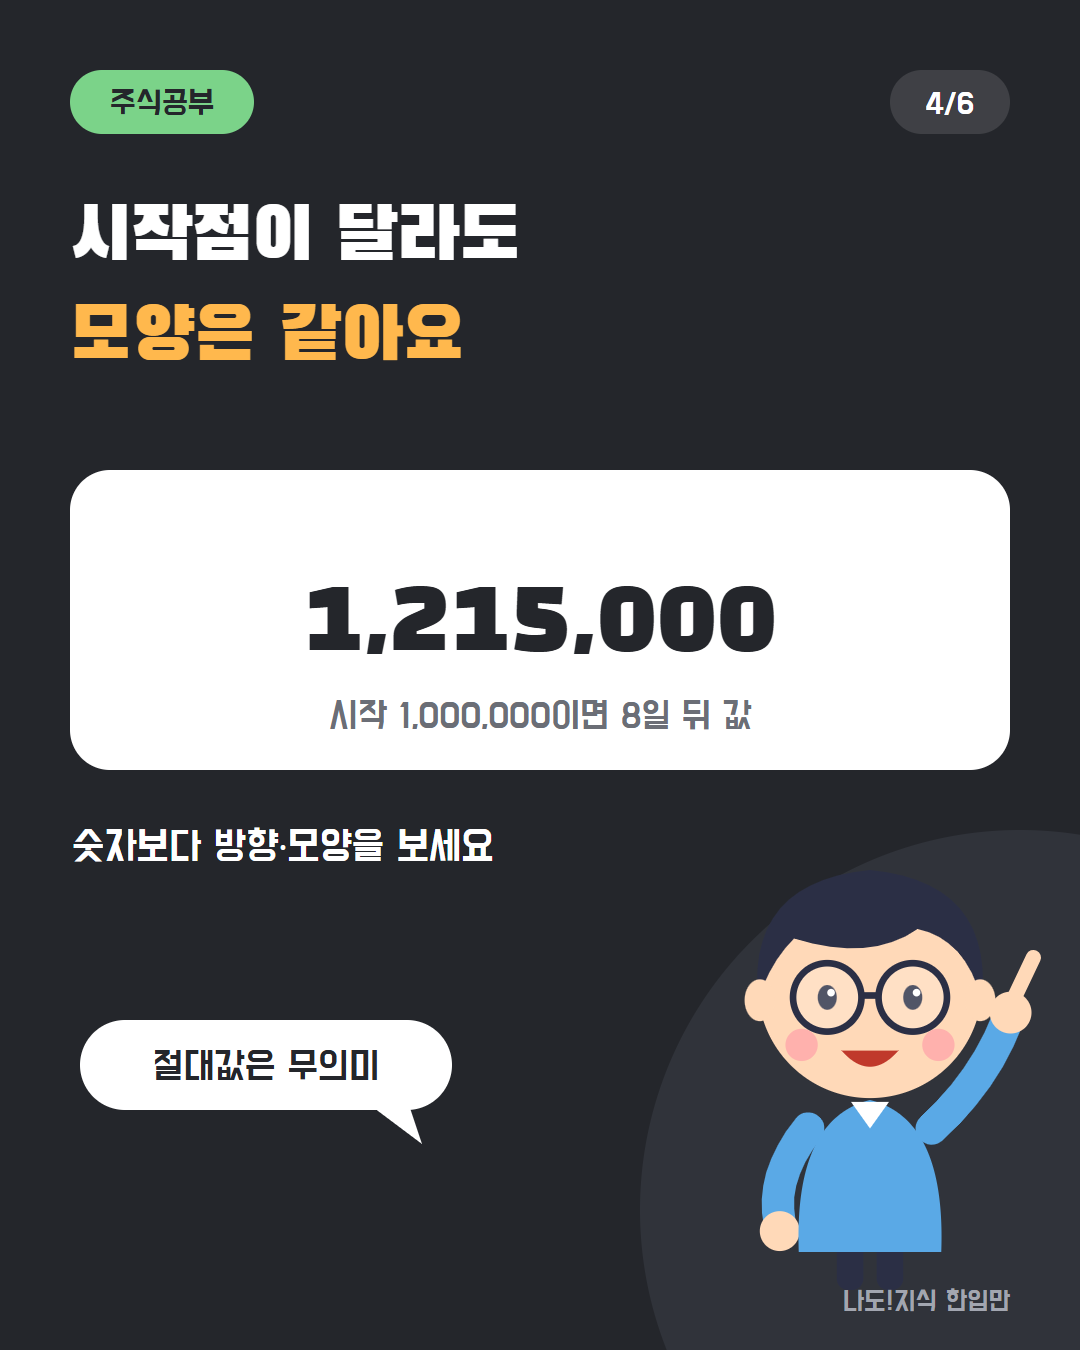 주식공부
4/6
시작점이 달라도
모양은 같아요
1,215,000
시작 1,000,000이면 8일 뒤 값
숫자보다 방향·모양을 보세요
절대값은 무의미
나도!지식 한입만